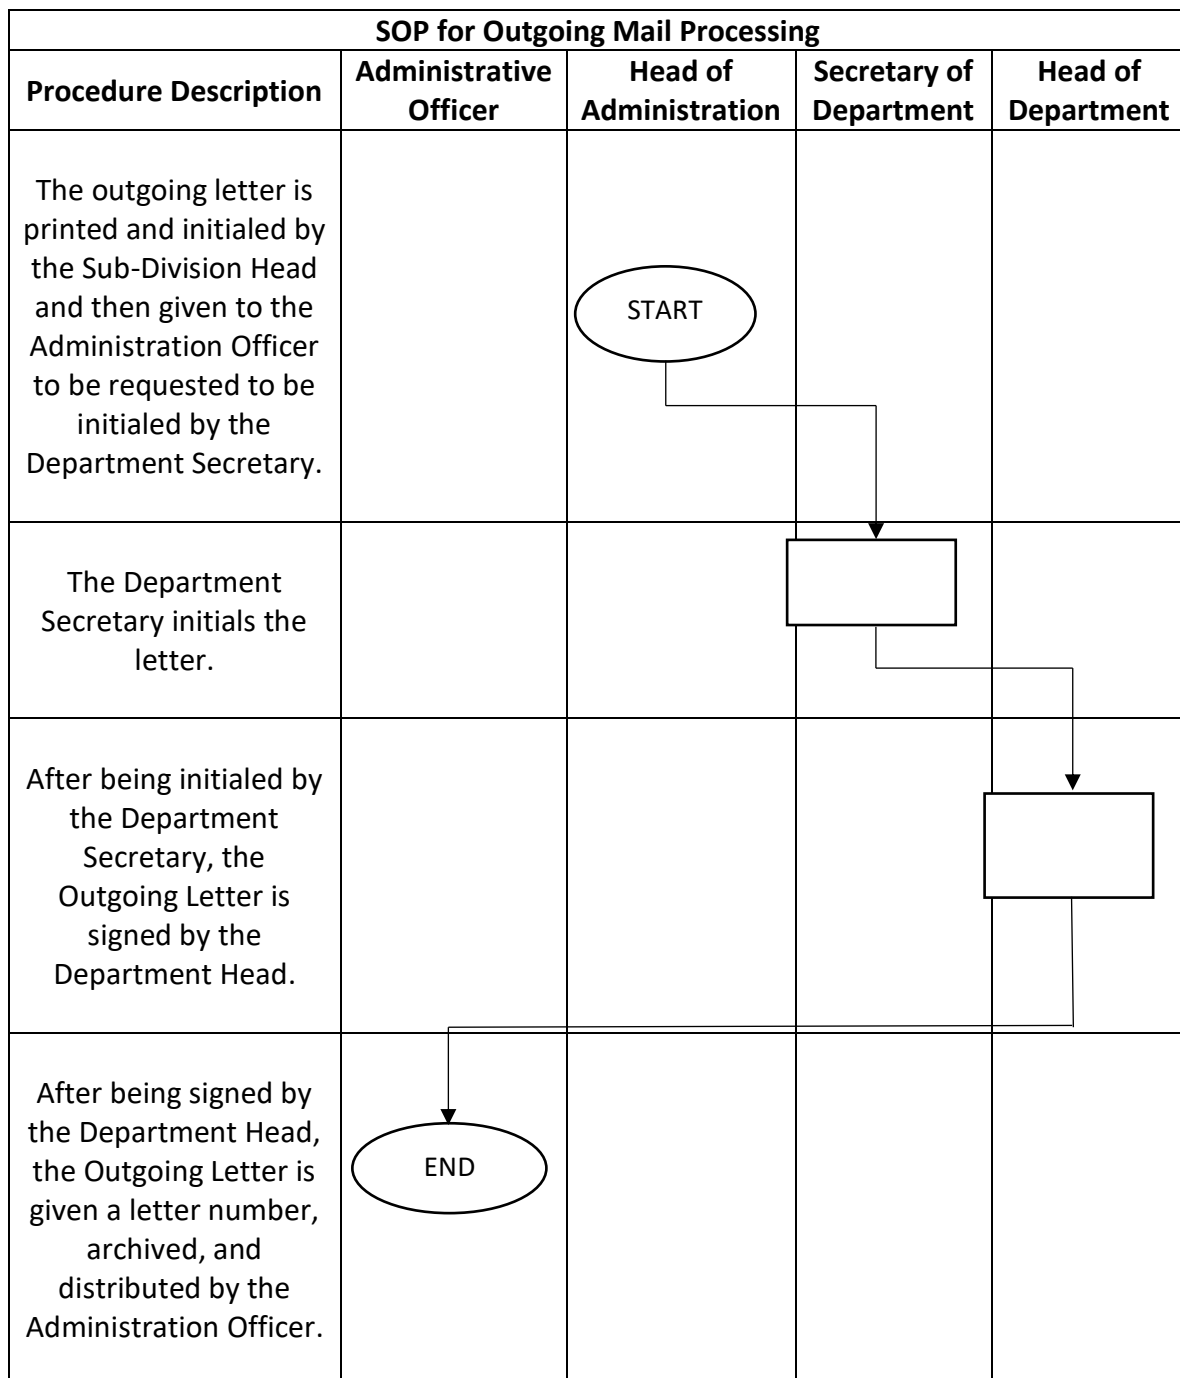 SOP for Outgoing Mail Processing
Procedure Description
Administrative
Officer
Head of
Administration
Secretary of
Department
Head of
Department
The outgoing letter is
printed and initialed by
the Sub-Division Head
and then given to the
Administration Officer
to be requested to be
initialed by the
Department Secretary.
START
The Department
Secretary initials the
letter.
After being initialed by
the Department
Secretary, the
Outgoing Letter is
signed by the
Department Head.
After being signed by
the Department Head,
the Outgoing Letter is
given a letter number,
archived, and
distributed by the
Administration Officer.
END